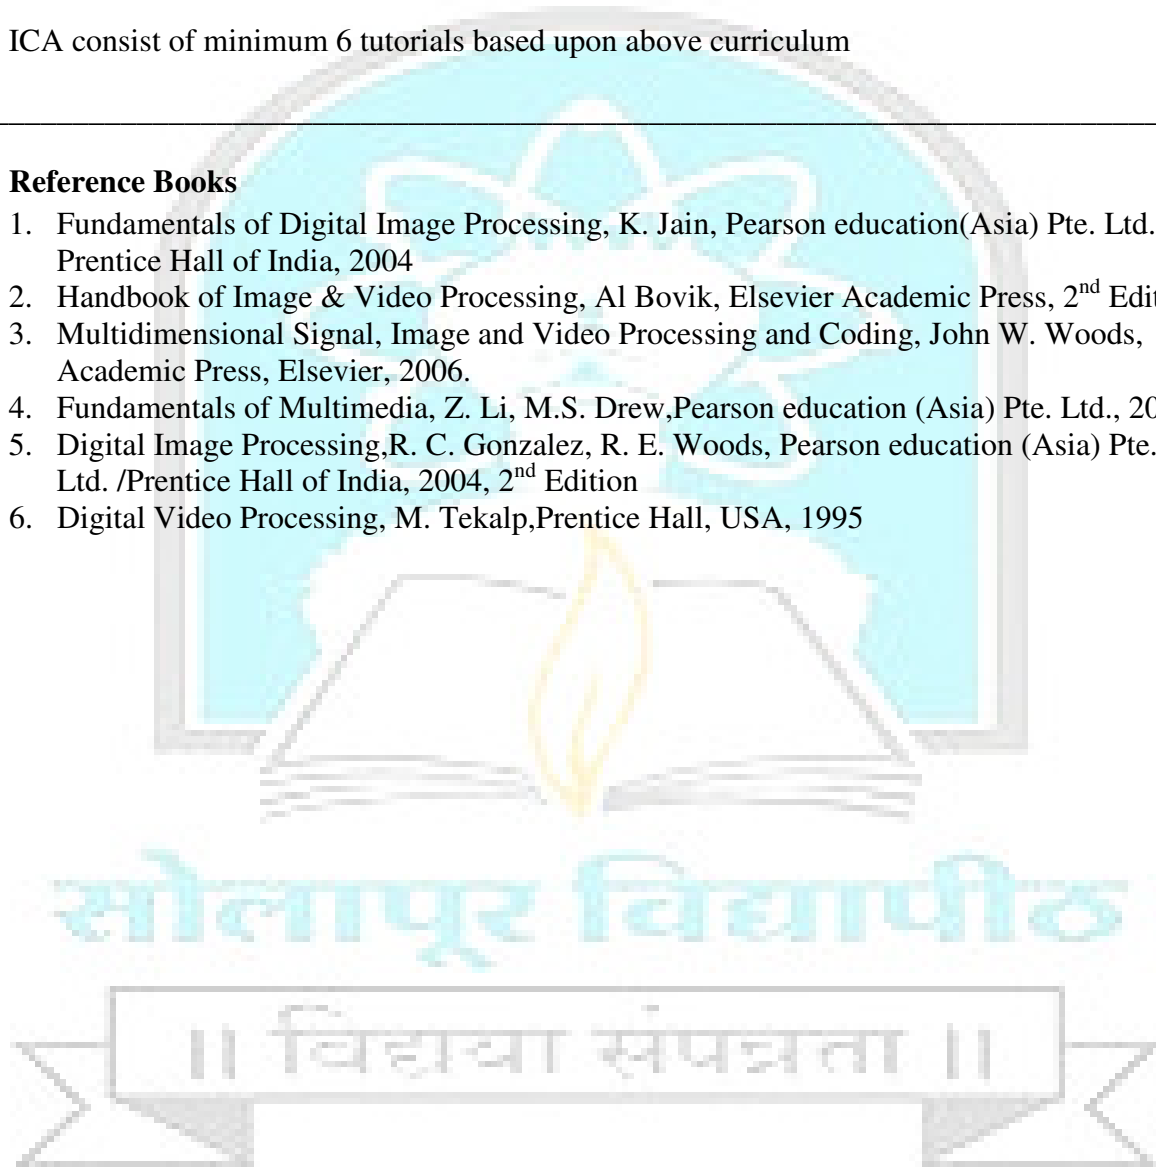 ICA consist of minimum 6 tutorials based upon above curriculum
Reference Books
1. Fundamentals of Digital Image Processing, K. Jain, Pearson education(Asia) Pte. Ltd.
Prentice Hall of India, 2004
2. Handbook of Image & Video Processing, Al Bovik, Elsevier Academic Press, 2nd Edit
3. Multidimensional Signal, Image and Video Processing and Coding, John W. Woods,
Academic Press, Elsevier, 2006.
4. Fundamentals of Multimedia, Z. Li, M.S. Drew,Pearson education (Asia) Pte. Ltd., 20
5. Digital Image Processing,R. C. Gonzalez, R. E. Woods, Pearson education (Asia) Pte.
Ltd. /Prentice Hall of India, 2004, 2nd Edition
6. Digital Video Processing, M. Tekalp,Prentice Hall, USA, 1995
सोलापूर विद्यापीठ
|| विद्यया संपन्नता ||